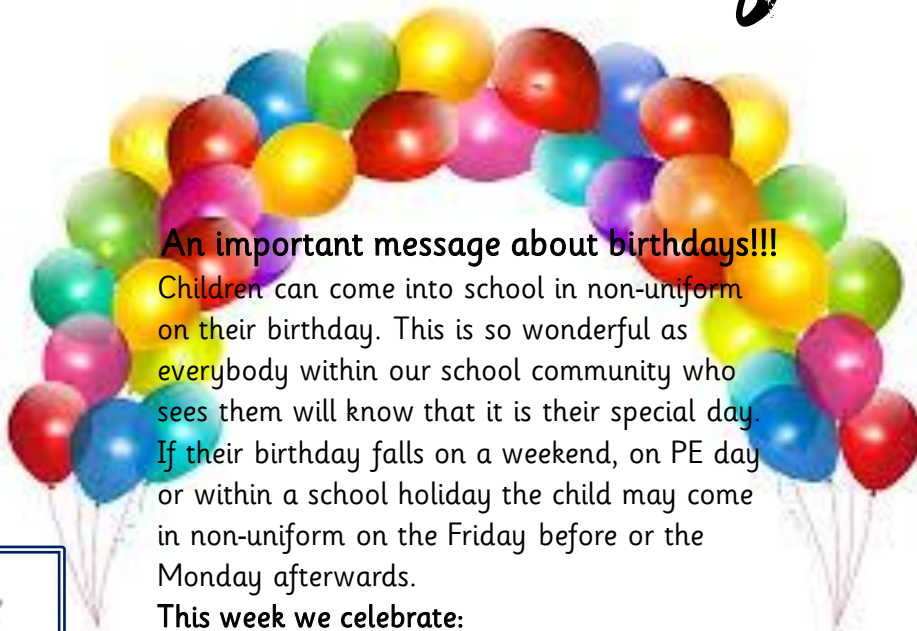 An important message about birthdays!!!
Children can come into school in non-uniform
on their birthday. This is so wonderful as
everybody within our school community who
sees them will know that it is their special day.
If their birthday falls on a weekend, on PE day
or within a school holiday the child may come
in non-uniform on the Friday before or the
Monday afterwards.
This week we celebrate: